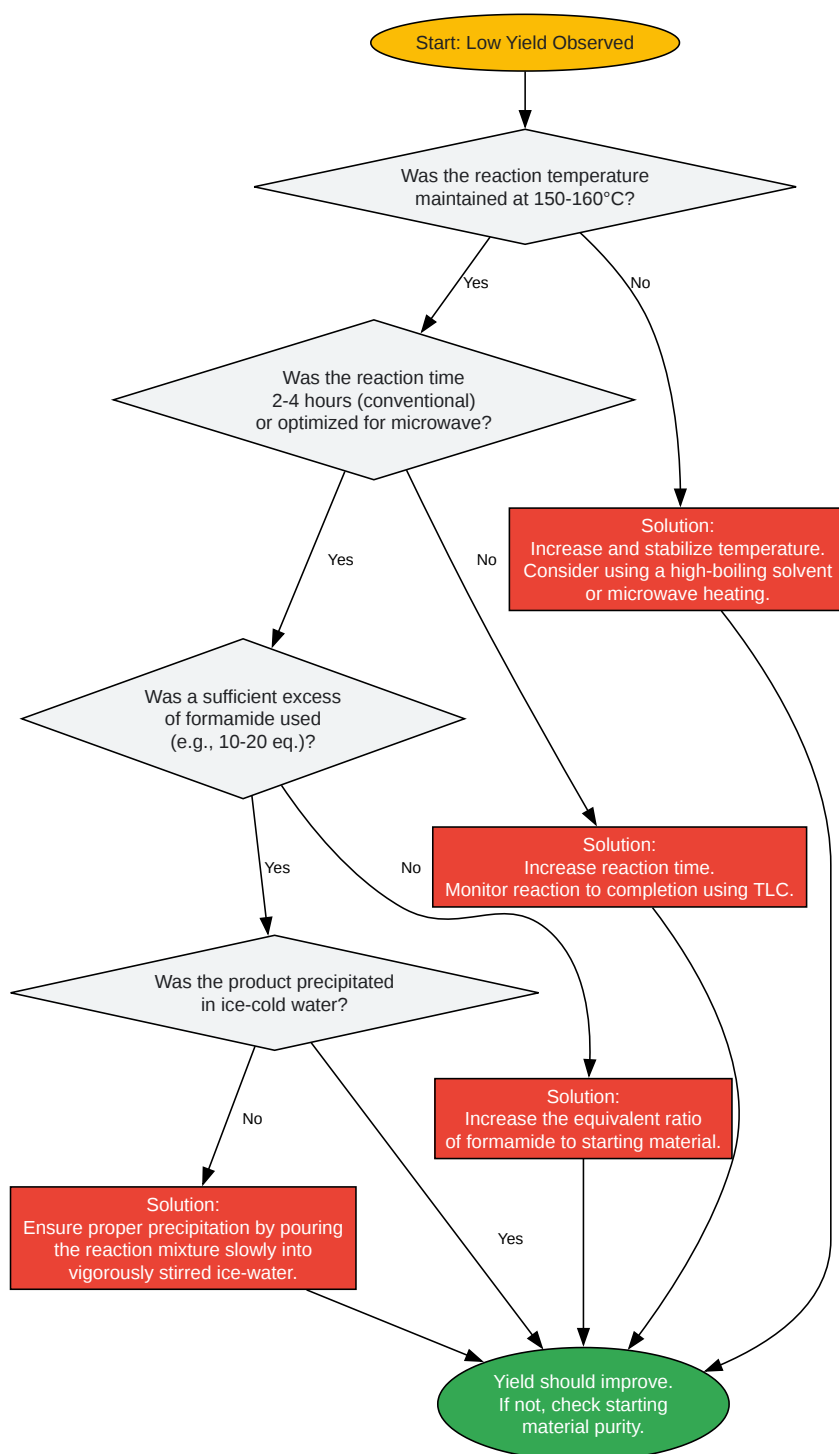 Start: Low Yield Observed
Was the reaction temperature
maintained at 150-160°C?
Yes
No
Was the reaction time
2-4 hours (conventional)
or optimized for microwave?
Solution:
Increase and stabilize temperature.
Consider using a high-boiling solvent
or microwave heating.
Yes
No
Was a sufficient excess
of formamide used
(e.g., 10-20 eq.)?
Solution:
Increase reaction time.
Monitor reaction to completion using TLC.
Yes
No
Was the product precipitated
in ice-cold water?
Solution:
Increase the equivalent ratio
of formamide to starting material.
No
Yes
Solution:
Ensure proper precipitation by pouring
the reaction mixture slowly into
vigorously stirred ice-water.
Yield should improve.
If not, check starting
material purity.